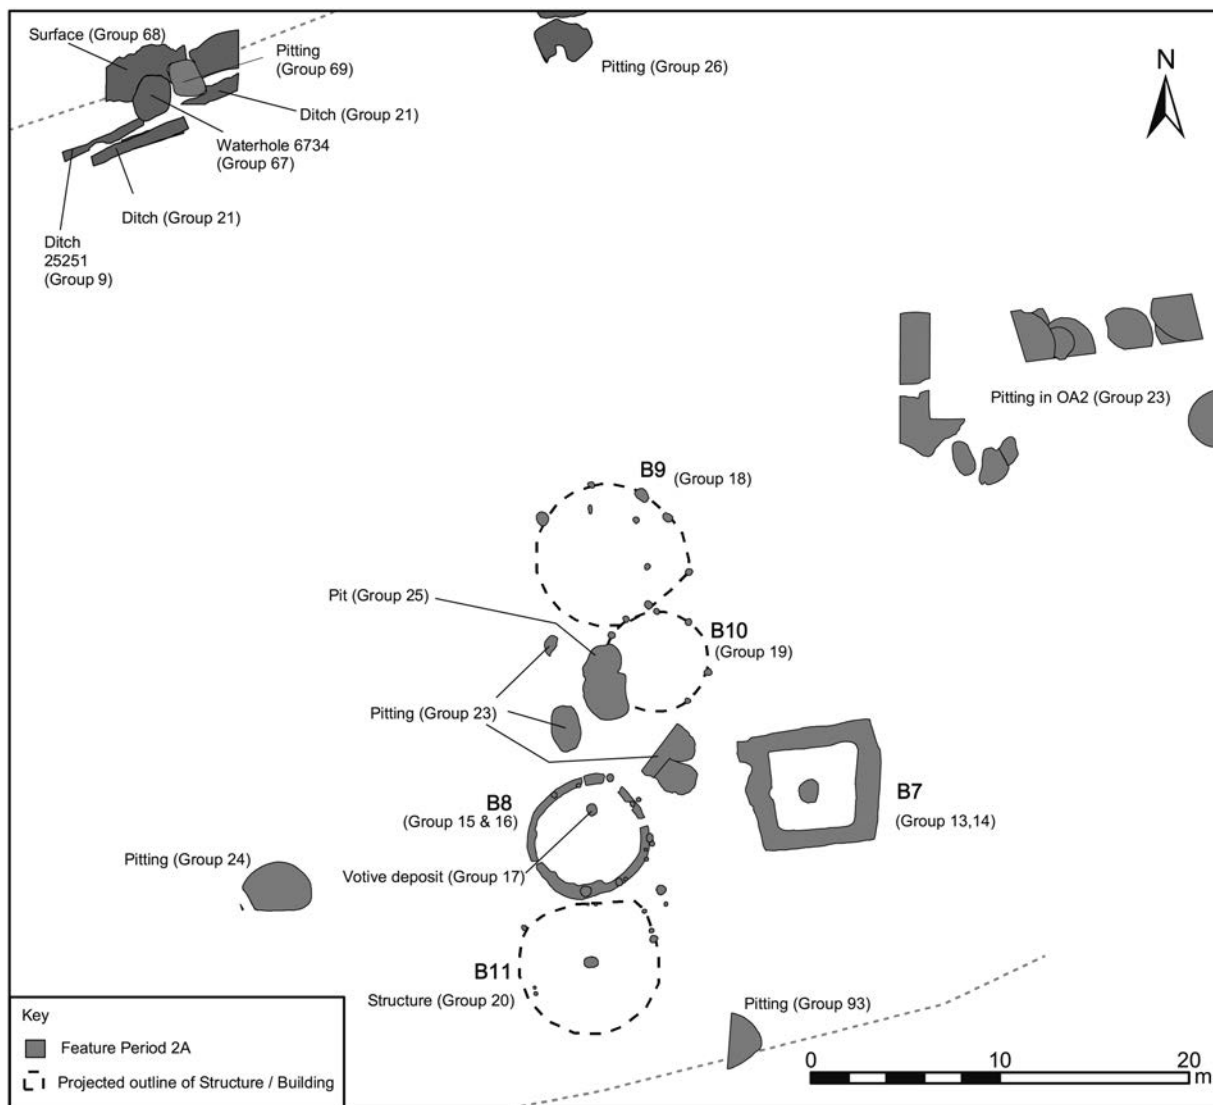 Surface (Group 68)
Pitting
(Group 69)
Pitting (Group 26)
N
Ditch (Group 21)
Waterhole 6734
(Group 67)
Ditch (Group 21)
Ditch
25251
(Group 9)
Pitting in OA2 (Group 23)
B9 (Group 18)
Pit (Group 25)
B10
(Group 19)
Pitting (Group 23)
B8
(Group 15 & 16)
B7
(Group 13,14)
Pitting (Group 24)
Votive deposit (Group 17)
B11
Structure (Group 20)
Pitting (Group 93)
Key
Feature Period 2A
Projected outline of Structure / Building
0 10 20
m